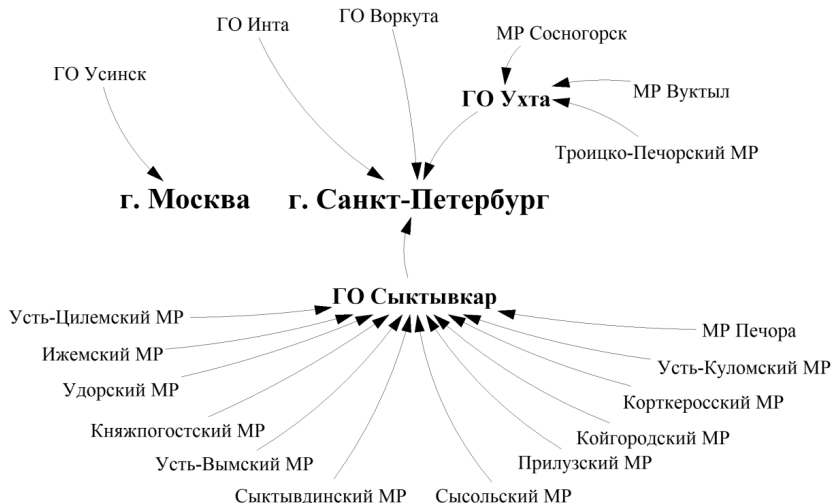 ГО Инта
ГО Воркута
МР Сосногорск
ГО Усинск
ГО Ухта
МР Вуктыл
Троицко-Печорский МР
г. Москва
г. Санкт-Петербург
ГО Сыктывкар
Усть-Цилемский МР
МР Печора
Ижемский МР
Усть-Куломский МР
Удорский МР
Корткеросский МР
Княжпогостский МР
Койгородский МР
Усть-Вымский МР
Прилузский МР
Сыктывдинский МР
Сысольский МР